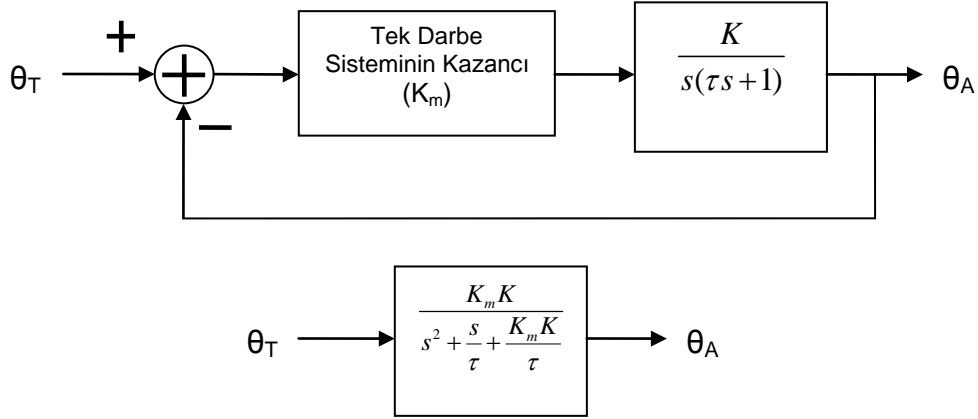 +
θT
+
−
Tek Darbe
Sisteminin Kazancı
(Km)
K
s(τs+1)
θA
θT
KmK
s² + s/τ + KmK/τ
θA